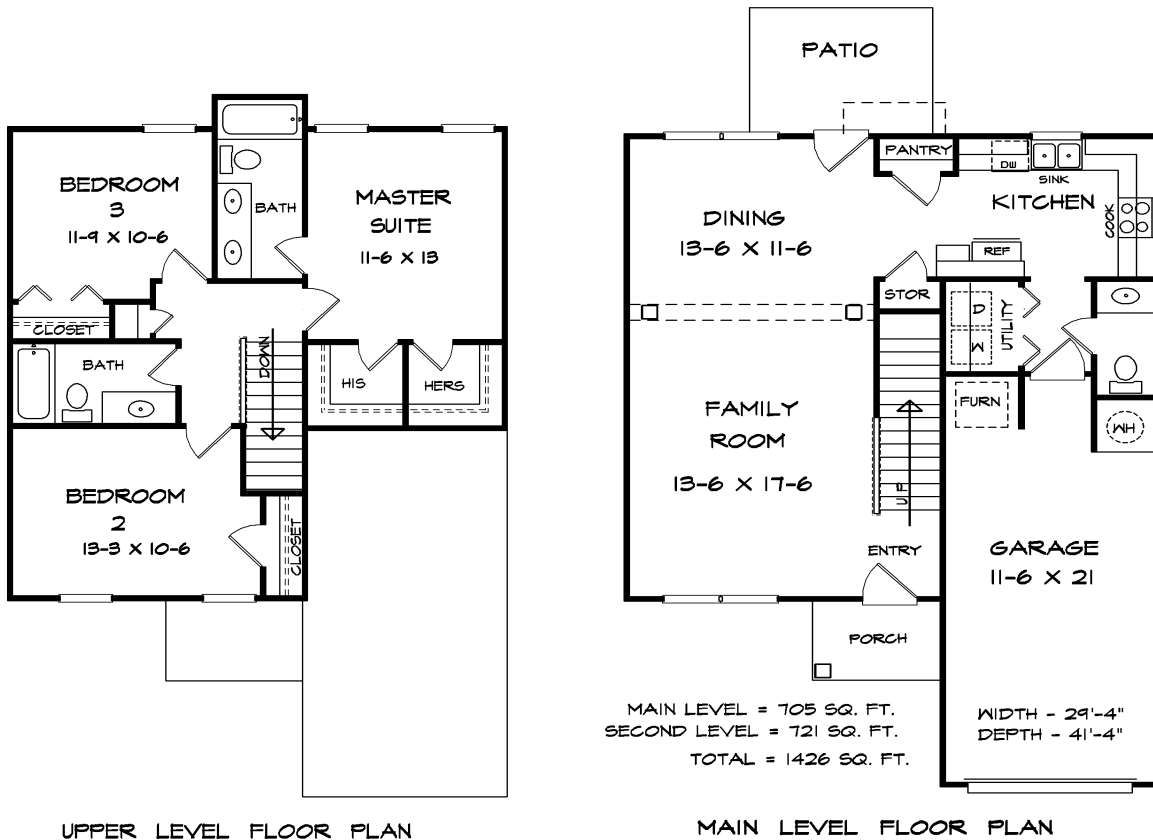 BEDROOM
3
11-9 X 10-6
BATH
MASTER
SUITE
11-6 X 13
CLOSET
BATH
DOWN
HIS
HERS
BEDROOM
2
13-3 X 10-6
CLOSET
UPPER LEVEL FLOOR PLAN
PATIO
PANTRY
DW
SINK
KITCHEN
COOK
DINING
13-6 X 11-6
REF
STOR
D
W
UTILITY
FAMILY
ROOM
13-6 X 17-6
UP
FURN
WH
ENTRY
GARAGE
11-6 X 21
PORCH
MAIN LEVEL = 705 SQ. FT.
SECOND LEVEL = 721 SQ. FT.
TOTAL = 1426 SQ. FT.
WIDTH - 29'-4"
DEPTH - 41'-4"
MAIN LEVEL FLOOR PLAN